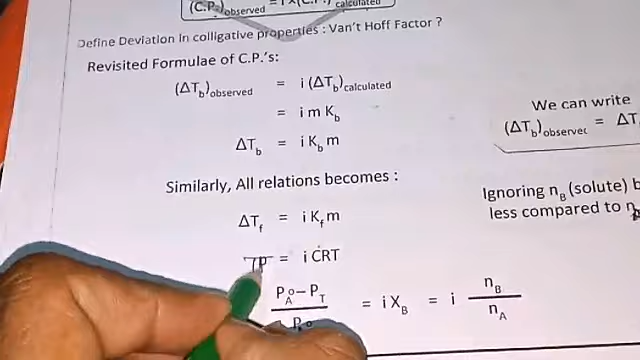 (C.P.)observed = i × (C.P.)calculated
Define Deviation in colligative properties : Van't Hoff Factor ?
Revisited Formulae of C.P.'s:
(ΔTb)observed = i (ΔTb)calculated
= i m Kb
ΔTb = i Kb m
We can write
(ΔTb)observed = ΔT
Similarly, All relations becomes :
ΔTf = i Kf m
= i CRT
PA° – PT / PA° = i XB = i nB / nA
Ignoring nB (solute) b
less compared to n